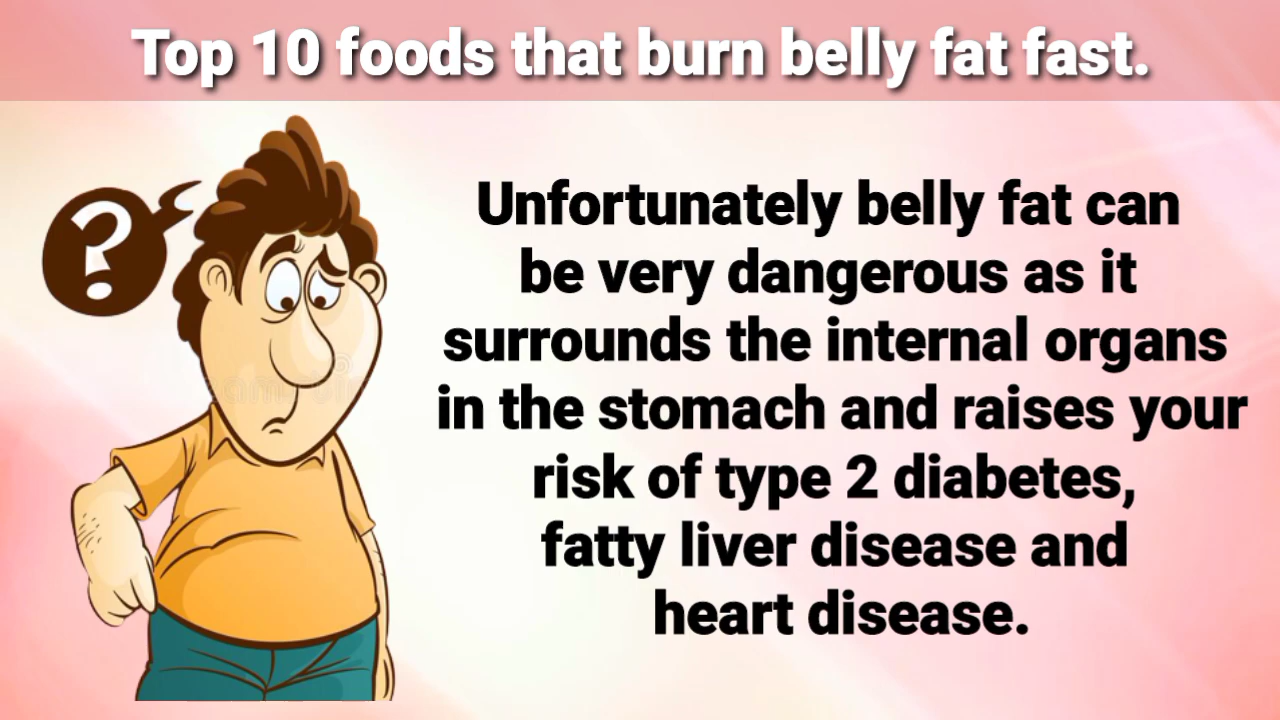 Top 10 foods that burn belly fat fast.
?
Unfortunately belly fat can
be very dangerous as it
surrounds the internal organs
in the stomach and raises your
risk of type 2 diabetes,
fatty liver disease and
heart disease.